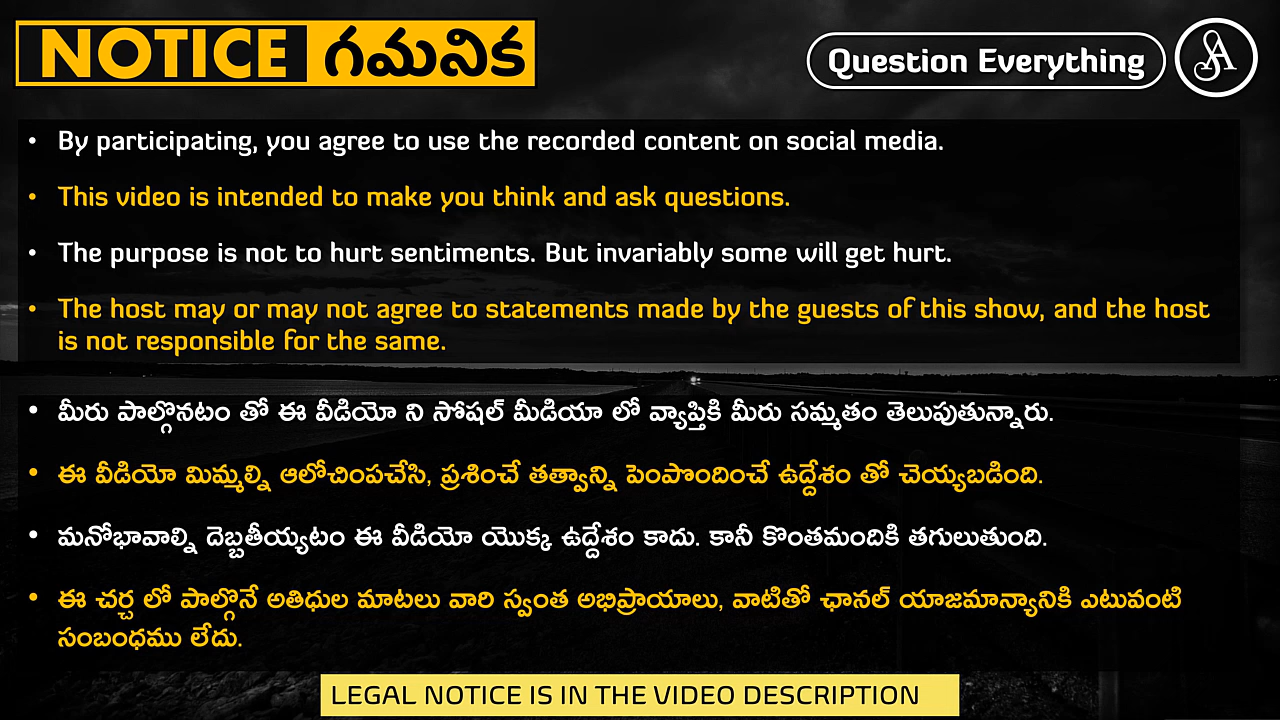 NOTICE గమనిక
Question Everything
• By participating, you agree to use the recorded content on social media.
• This video is intended to make you think and ask questions.
• The purpose is not to hurt sentiments. But invariably some will get hurt.
• The host may or may not agree to statements made by the guests of this show, and the host
is not responsible for the same.
• మీరు పాల్గొనటం తో ఈ వీడియో ని సోషల్ మీడియా లో వ్యాప్తికి మీరు సమ్మతం తెలుపుతున్నారు.
• ఈ వీడియో మిమ్మల్ని ఆలోచింపచేసి, ప్రశించే తత్వాన్ని పెంపొందించే ఉద్దేశం తో చెయ్యబడింది.
• మనోభావాల్ని దెబ్బతీయ్యటం ఈ వీడియో యొక్క ఉద్దేశం కాదు. కానీ కొంతమందికి తగులుతుంది.
• ఈ చర్చ లో పాల్గొనే అతిధుల మాటలు వారి స్వంత అభిప్రాయాలు, వాటితో ఛానల్ యాజమాన్యానికి ఎటువంటి
సంబంధము లేదు.
LEGAL NOTICE IS IN THE VIDEO DESCRIPTION